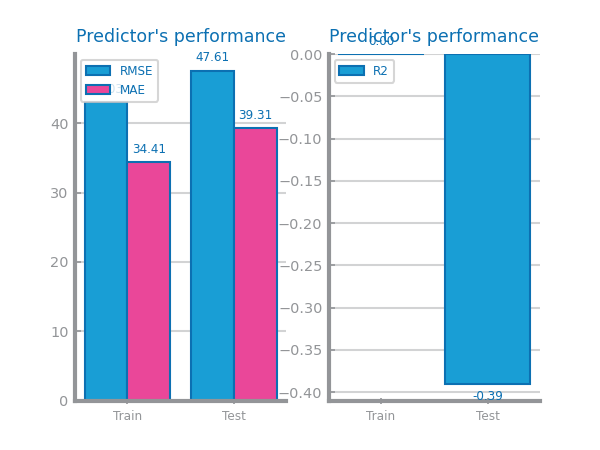 Predictor's performance
47.61
RMSE
MAE
39.31
34.41
40
30
20
10
0
Train
Test
Predictor's performance
0.00
0.00
R2
−0.05
−0.10
−0.15
−0.20
−0.25
−0.30
−0.35
−0.40
-0.39
Train
Test